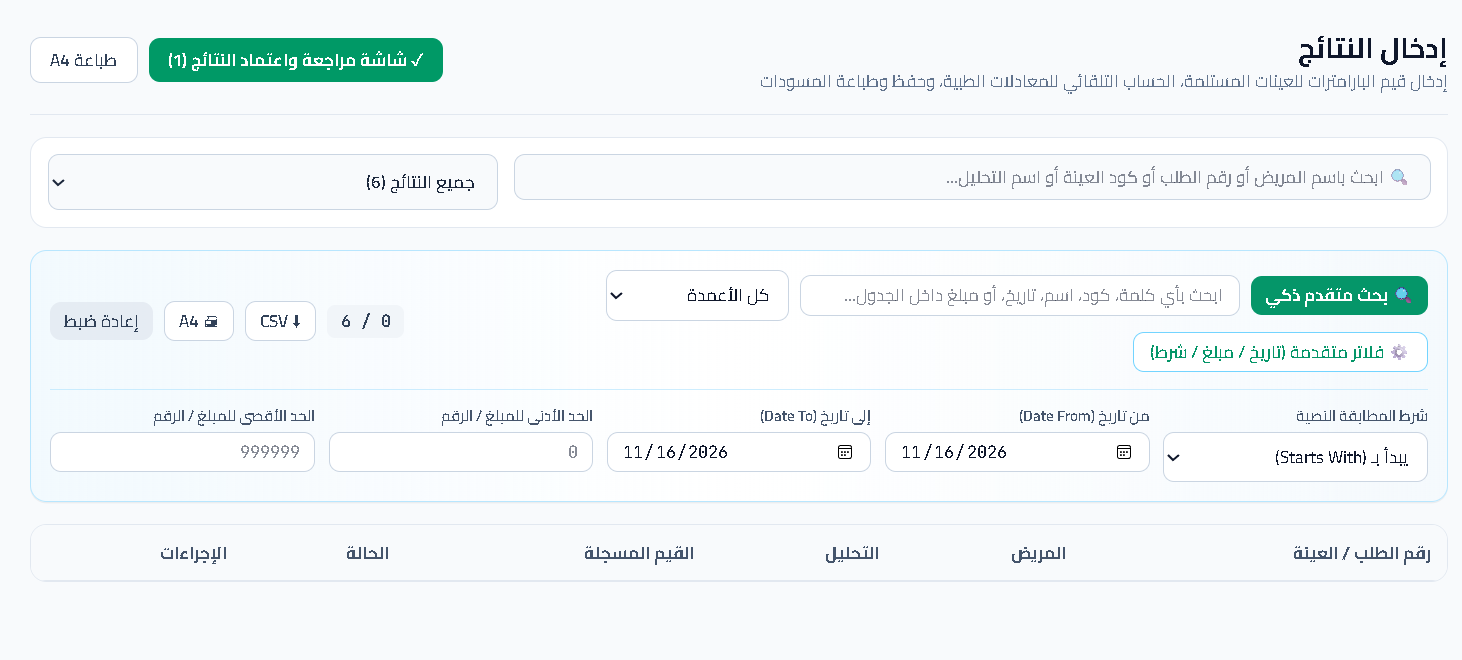 إدخال النتائج
إدخال قيم البارامترات للعينات المستلمة، الحساب التلقائي للمعادلات الطبية، وحفظ وطباعة المسودات
✓ شاشة مراجعة واعتماد النتائج (1)
طباعة A4
🔍 ابحث باسم المريض أو رقم الطلب أو كود العينة أو اسم التحليل...
جميع النتائج (6)
🔍 بحث متقدم ذكي
ابحث بأي كلمة، كود، اسم، تاريخ، أو مبلغ داخل الجدول...
كل الأعمدة
6 / 0
⬇ CSV
🖨 A4
إعادة ضبط
⚙️ فلاتر متقدمة (تاريخ / مبلغ / شرط)
شرط المطابقة النصية
من تاريخ (Date From)
إلى تاريخ (Date To)
الحد الأدنى للمبلغ / الرقم
الحد الأقصى للمبلغ / الرقم
يبدأ بـ (Starts With)
11/16/2026
11/16/2026
0
999999
رقم الطلب / العينة
المريض
التحليل
القيم المسجلة
الحالة
الإجراءات